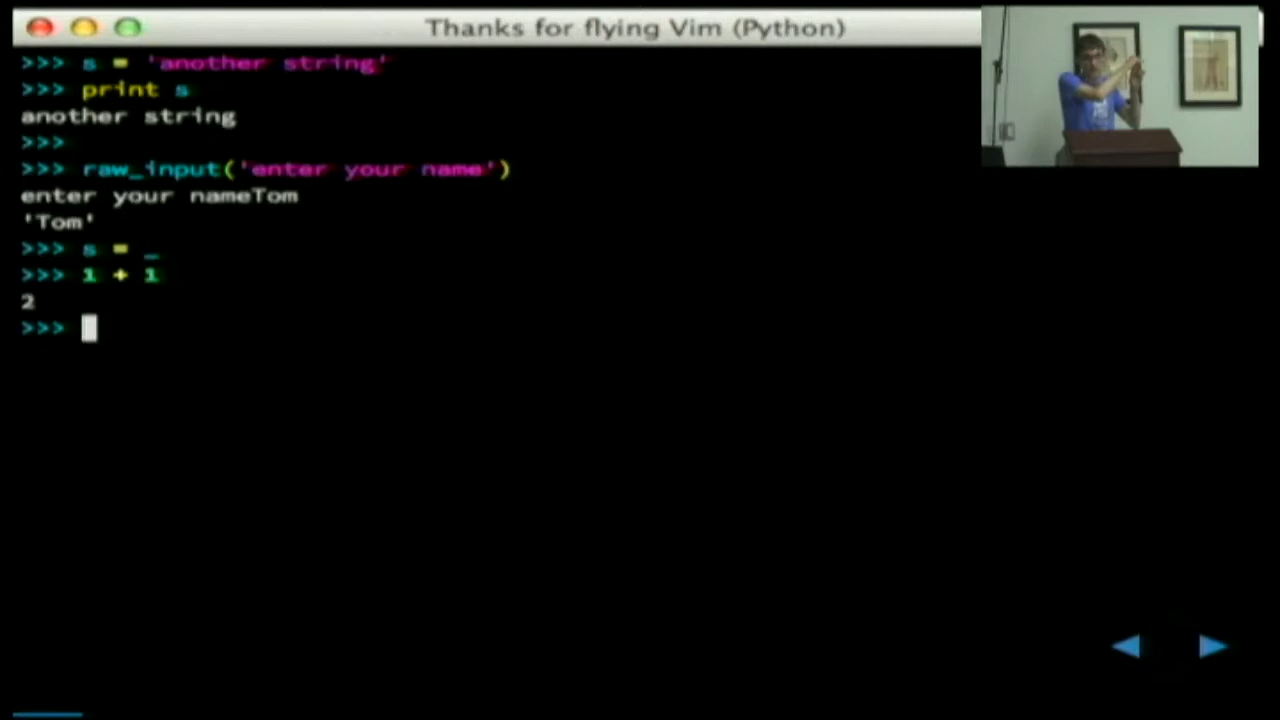 Thanks for flying Vim (Python)
>>> s = 'another string'
>>> print s
another string
>>>
>>> raw_input('enter your name')
enter your nameTom
'Tom'
>>> s = _
>>> 1 + 1
2
>>>